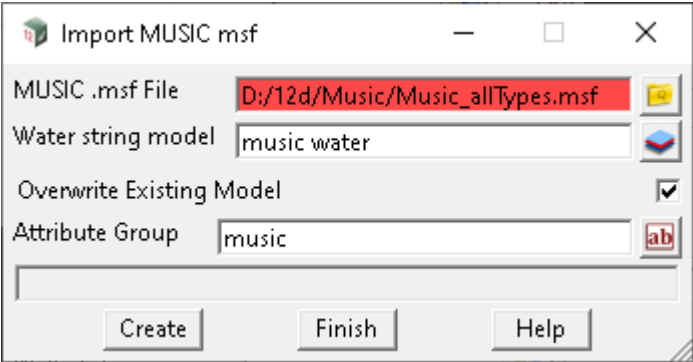 Import MUSIC msf
MUSIC .msf File D:/12d/Music/Music_allTypes.msf
Water string model music water
Overwrite Existing Model
Attribute Group music ab
Create Finish Help